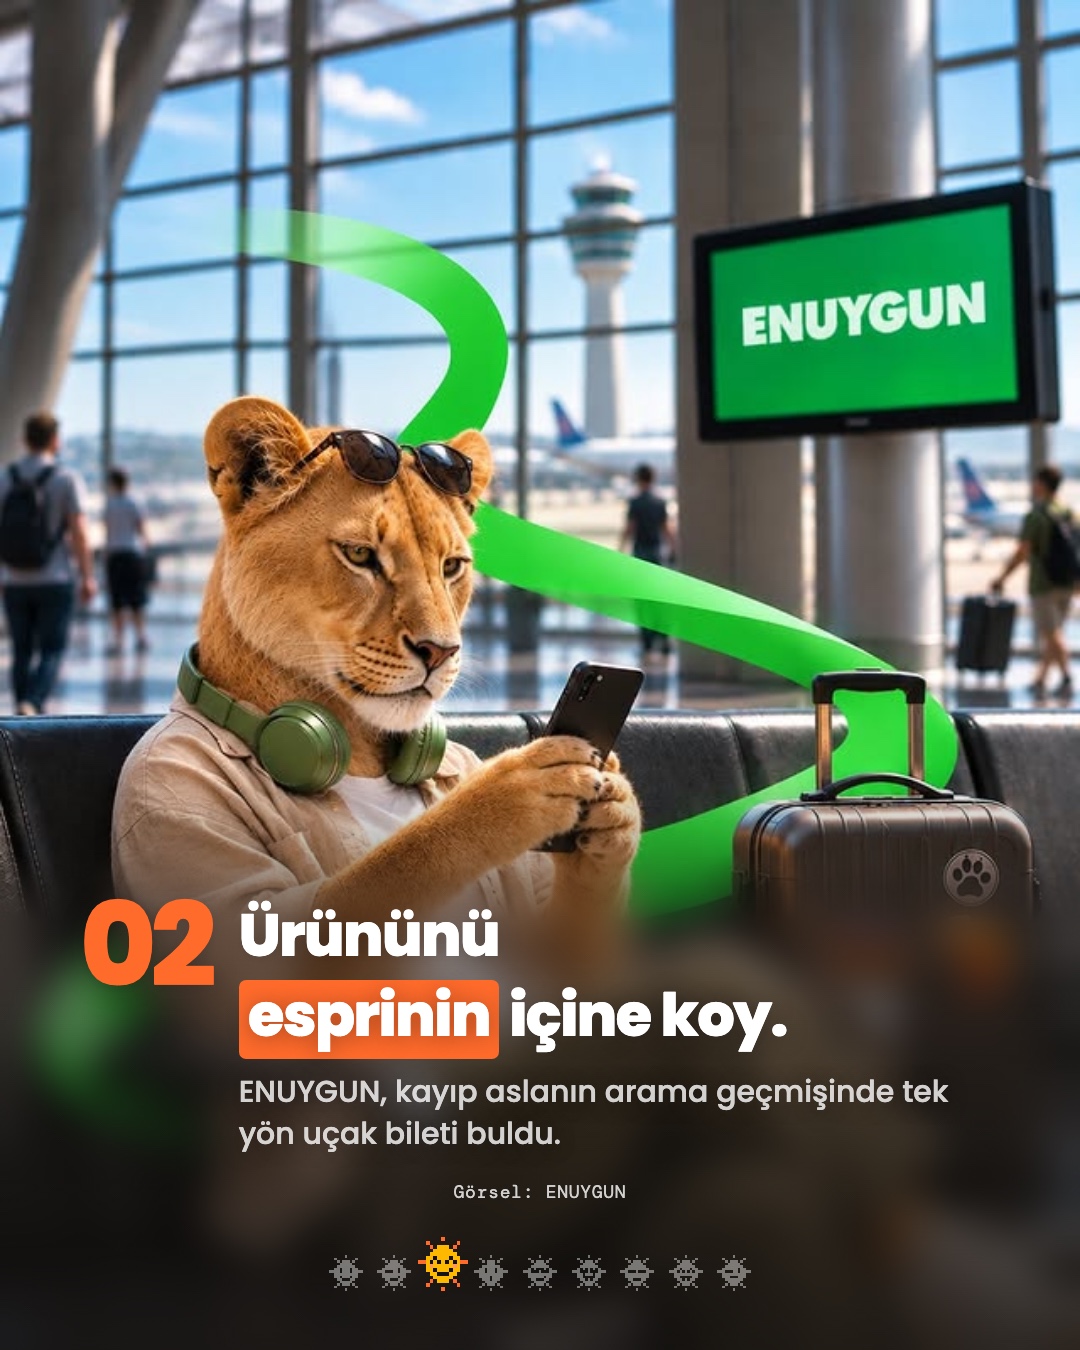 ENUYGUN
02
Ürününü
esprinin içine koy.
ENUYGUN, kayıp aslanın arama geçmişinde tek
yön uçak bileti buldu.
Görsel: ENUYGUN